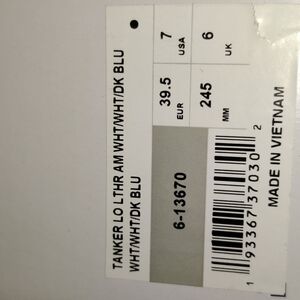 TANKER LO LTHR AM WHT/WHT/DK BLU
WHT/WHT/DK BLU
7
USA
6
UK
39.5
EUR
245
MM
6-13670
1 93367 37030 2
MADE IN VIETNAM